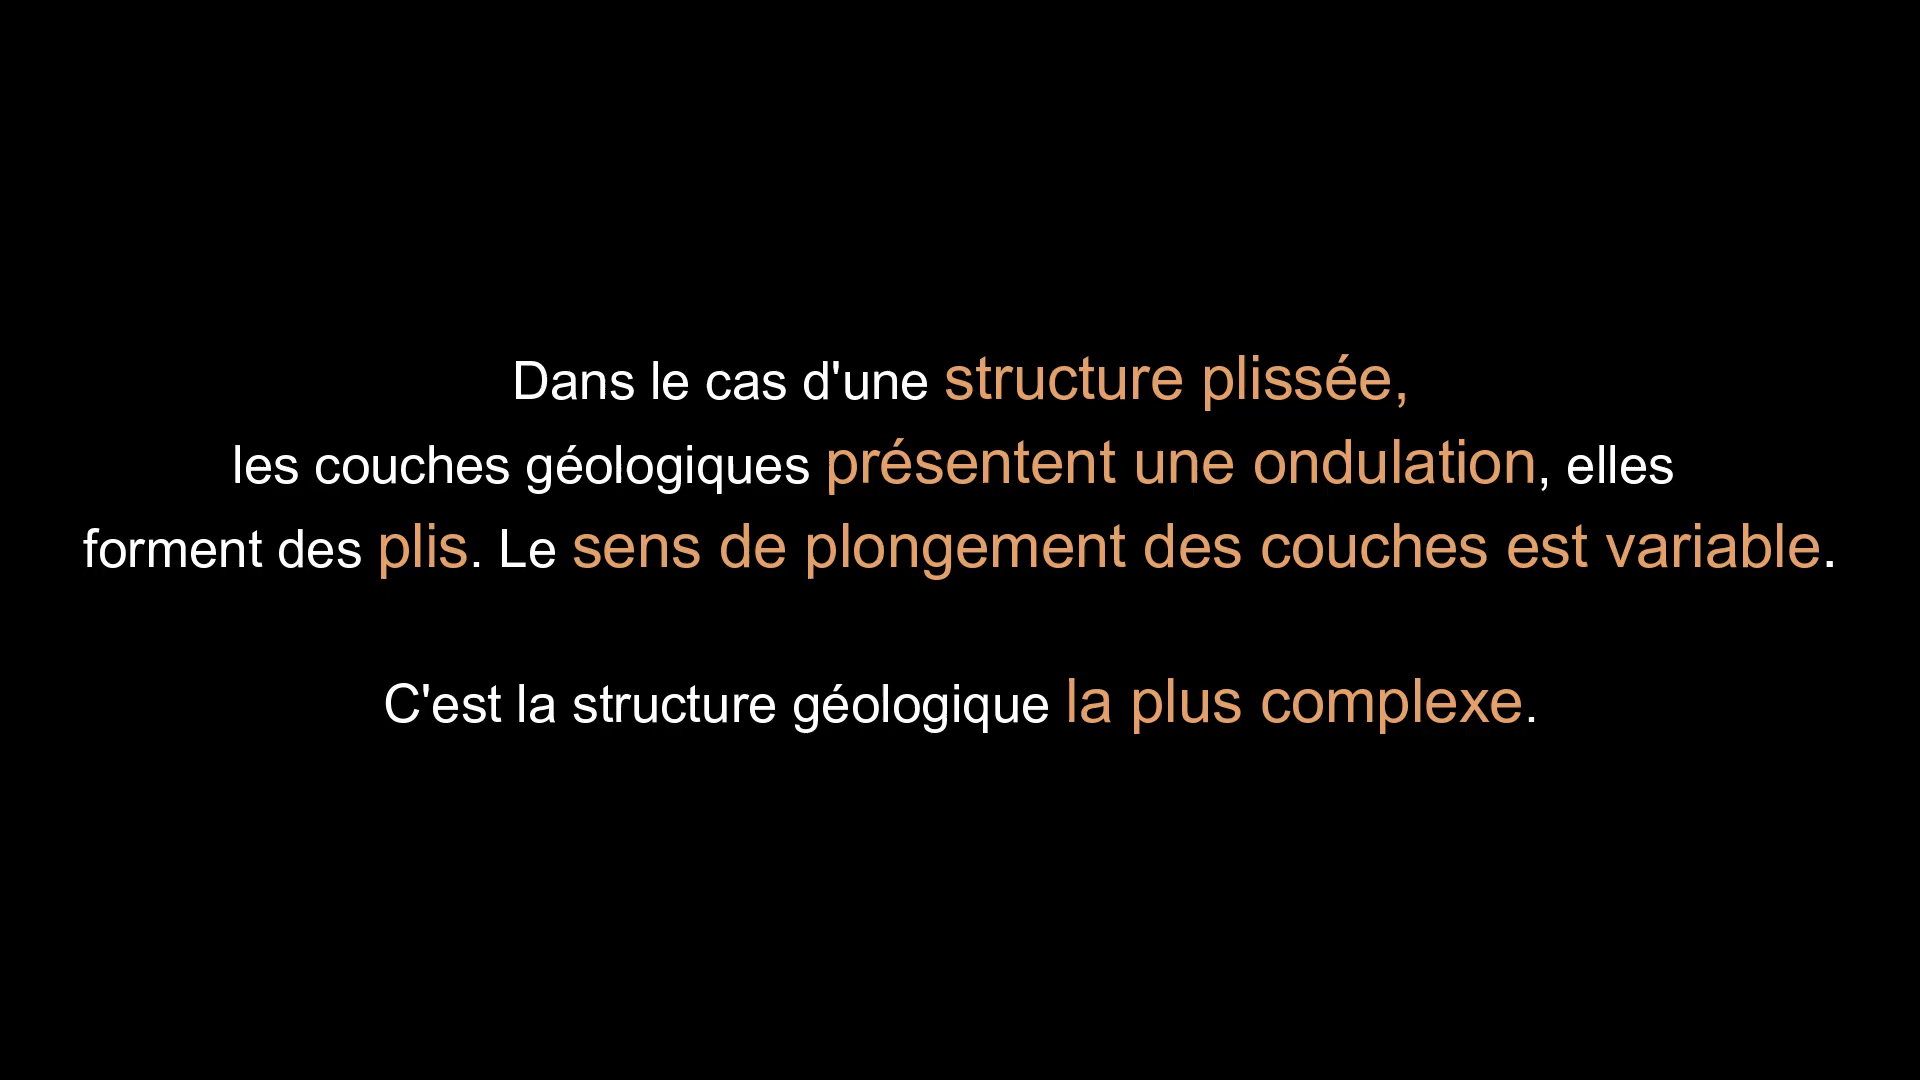 Dans le cas d'une structure plissée,
les couches géologiques présentent une ondulation, elles
forment des plis. Le sens de plongement des couches est variable.
C'est la structure géologique la plus complexe.